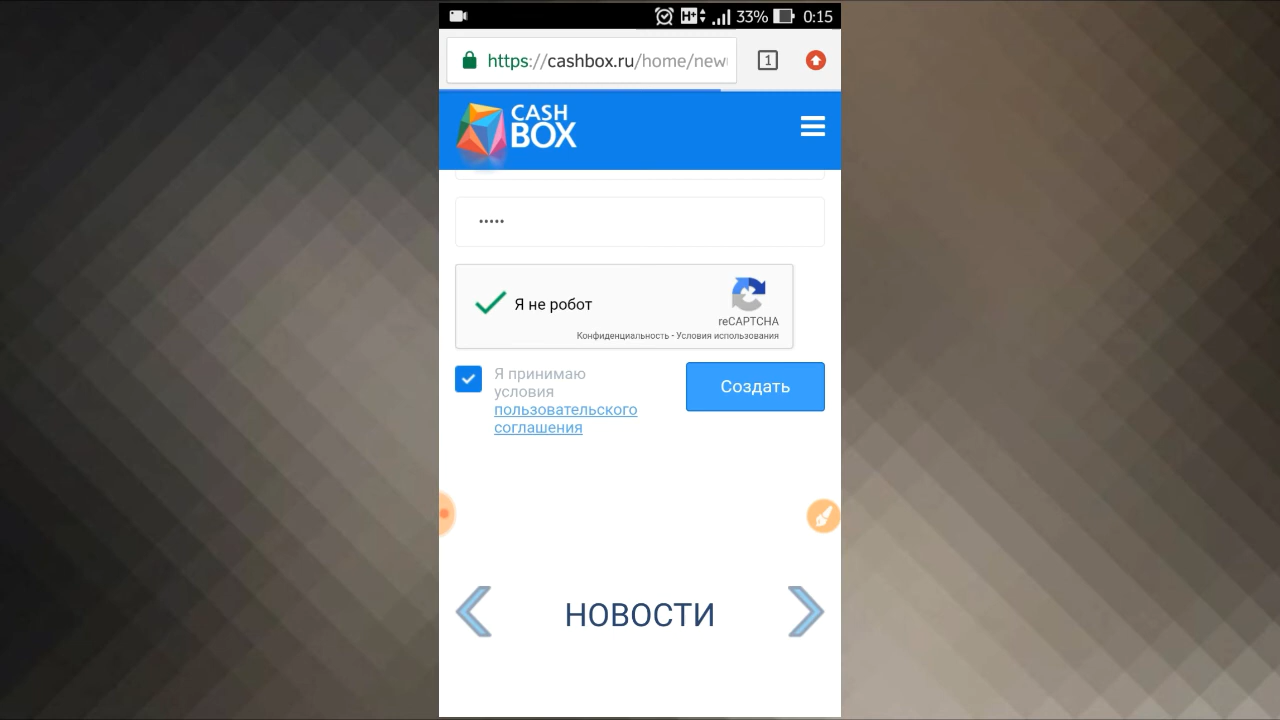 H+ 33% 0:15
https://cashbox.ru/home/new
1
CASH
BOX
•••••
Я не робот
reCAPTCHA
Конфиденциальность - Условия использования
Я принимаю
условия
пользовательского
соглашения
Создать
НОВОСТИ